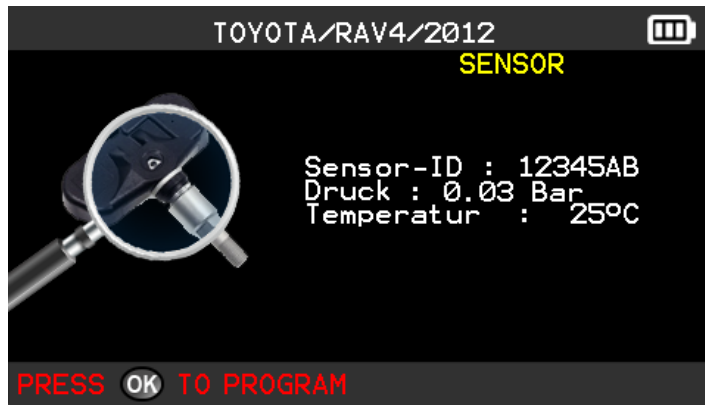 TOYOTA/RAV4/2012
SENSOR
Sensor-ID : 12345AB
Druck : 0.03 Bar
Temperatur : 25ºC
PRESS OK TO PROGRAM